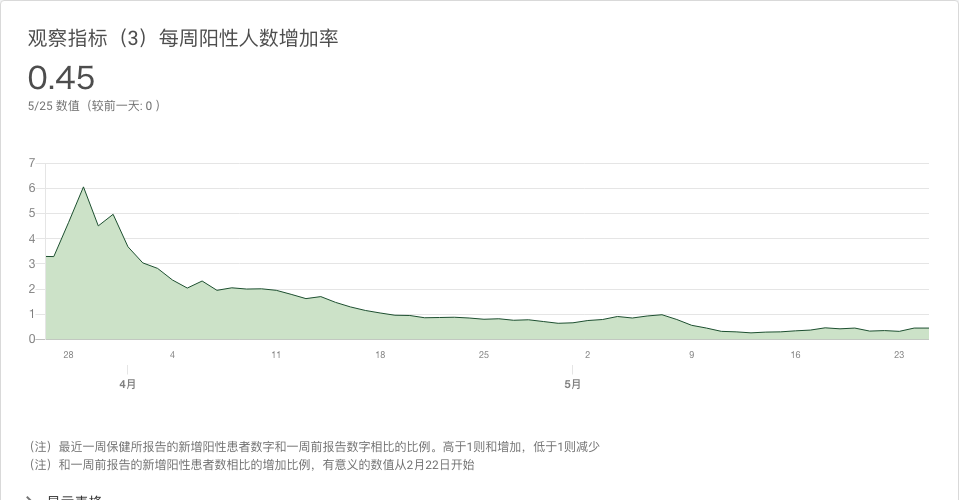 观察指标（3）每周阳性人数增加率
0.45
5/25 数值（较前一天: 0 ）
7
6
5
4
3
2
1
0
28 4 11 18 25 2 9 16 23
4月 5月
（注）最近一周保健所报告的新增阳性患者数字和一周前报告数字相比的比例。高于1则和增加，低于1则减少
（注）和一周前报告的新增阳性患者数相比的增加比例，有意义的数值从2月22日开始
显示表格